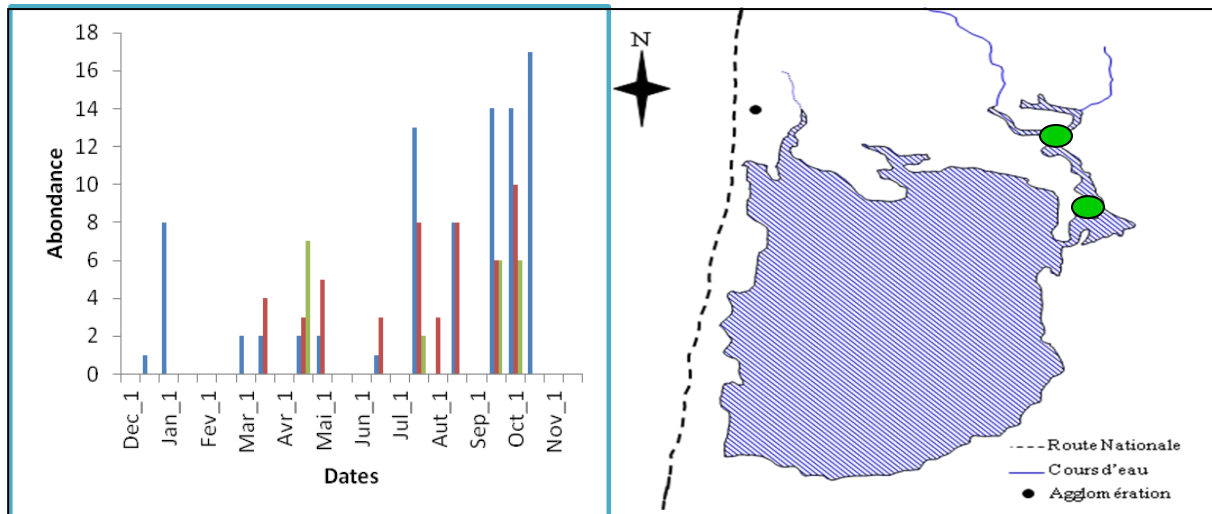 18
16
14
12
10
8
6
4
2
0
Abondance
Dec_1
Jan_1
Fev_1
Mar_1
Avr_1
Mai_1
Jun_1
Jul_1
Aut_1
Sep_1
Oct_1
Nov_1
Dates
N
Route Nationale
Cours d'eau
Agglomération